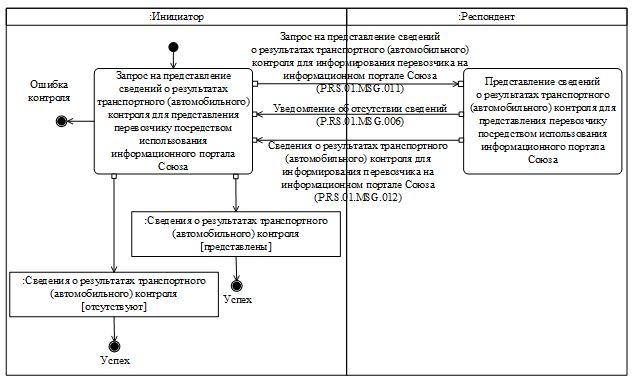 :Инициатор
:Респондент
Запрос на представление сведений
о результатах транспортного (автомобильного)
контроля для информирования перевозчика на
информационном портале Союза
(P.RS.01.MSG.011)
Ошибка
контроля
Запрос на представление
сведений о результатах
транспортного (автомобильного)
контроля для представления
перевозчику посредством
использования
информационного портала
Союза
Представление сведений
о результатах транспортного
(автомобильного) контроля для
представления перевозчику
посредством использования
информационного портала
Союза
Уведомление об отсутствии сведений
(P.RS.01.MSG.006)
Сведения о результатах транспортного
(автомобильного) контроля для
информирования перевозчика на
информационном портале Союза
(P.RS.01.MSG.012)
:Сведения о результатах транспортного
(автомобильного) контроля
[представлены]
:Сведения о результатах транспортного
(автомобильного) контроля
[отсутствуют]
Успех
Успех